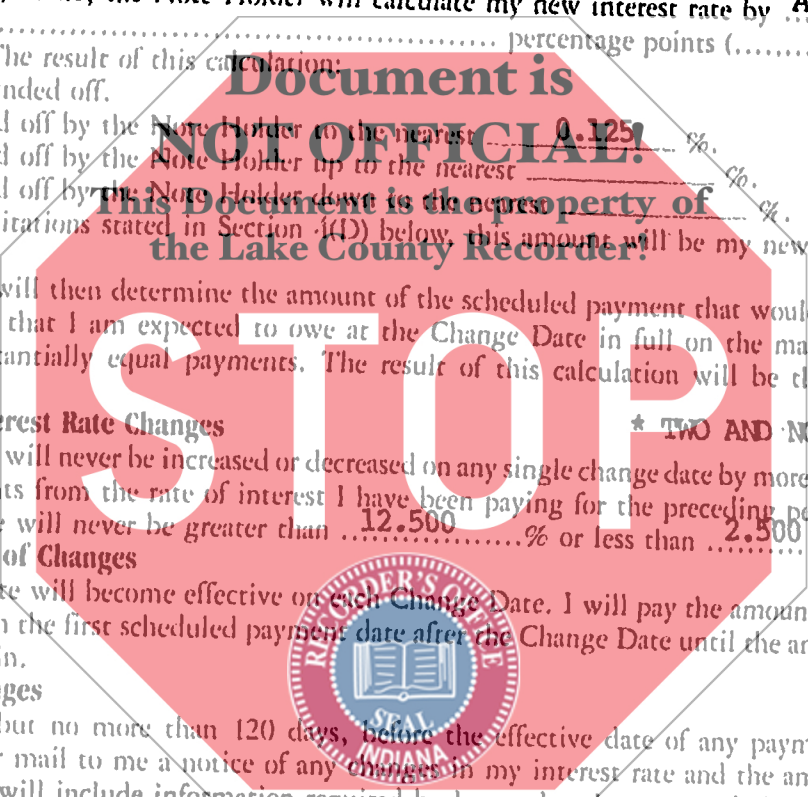 the Note Holder will calculate my new interest rate by
percentage points (
The result of this calculation:
Document is
nded off.
d off by the Note Holder to the nearest 0.125 %.
NOT OFFICIAL!
d off by the Note Holder up to the nearest %.
d off by the Note Holder down to the nearest %.
This Document is the property of
itations stated in Section 4(D) below, this amount will be my new
the Lake County Recorder!
will then determine the amount of the scheduled payment that woul
that I am expected to owe at the Change Date in full on the ma
tantially equal payments. The result of this calculation will be th
STOP
erest Rate Changes * TWO AND NO
will never be increased or decreased on any single change date by more
ts from the rate of interest I have been paying for the preceding pe
will never be greater than 12.500 % or less than 2.500
of Changes
te will become effective on each Change Date. I will pay the amoun
n the first scheduled payment date after the Change Date until the am
in.
RECORDER'S OFFICE
SEAL
INDIANA
ges
but no more than 120 days, before the effective date of any paym
r mail to me a notice of any changes in my interest rate and the am
will include information required